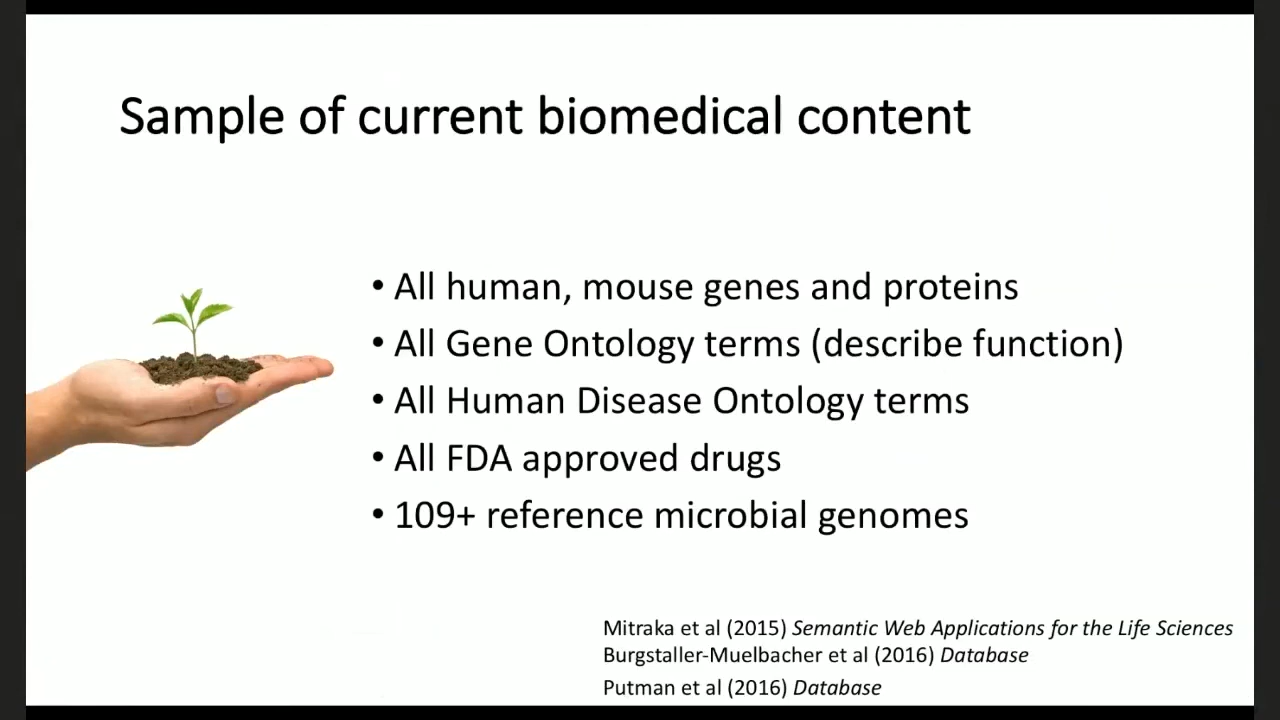 Sample of current biomedical content
• All human, mouse genes and proteins
• All Gene Ontology terms (describe function)
• All Human Disease Ontology terms
• All FDA approved drugs
• 109+ reference microbial genomes
Mitraka et al (2015) Semantic Web Applications for the Life Sciences
Burgstaller-Muelbacher et al (2016) Database
Putman et al (2016) Database